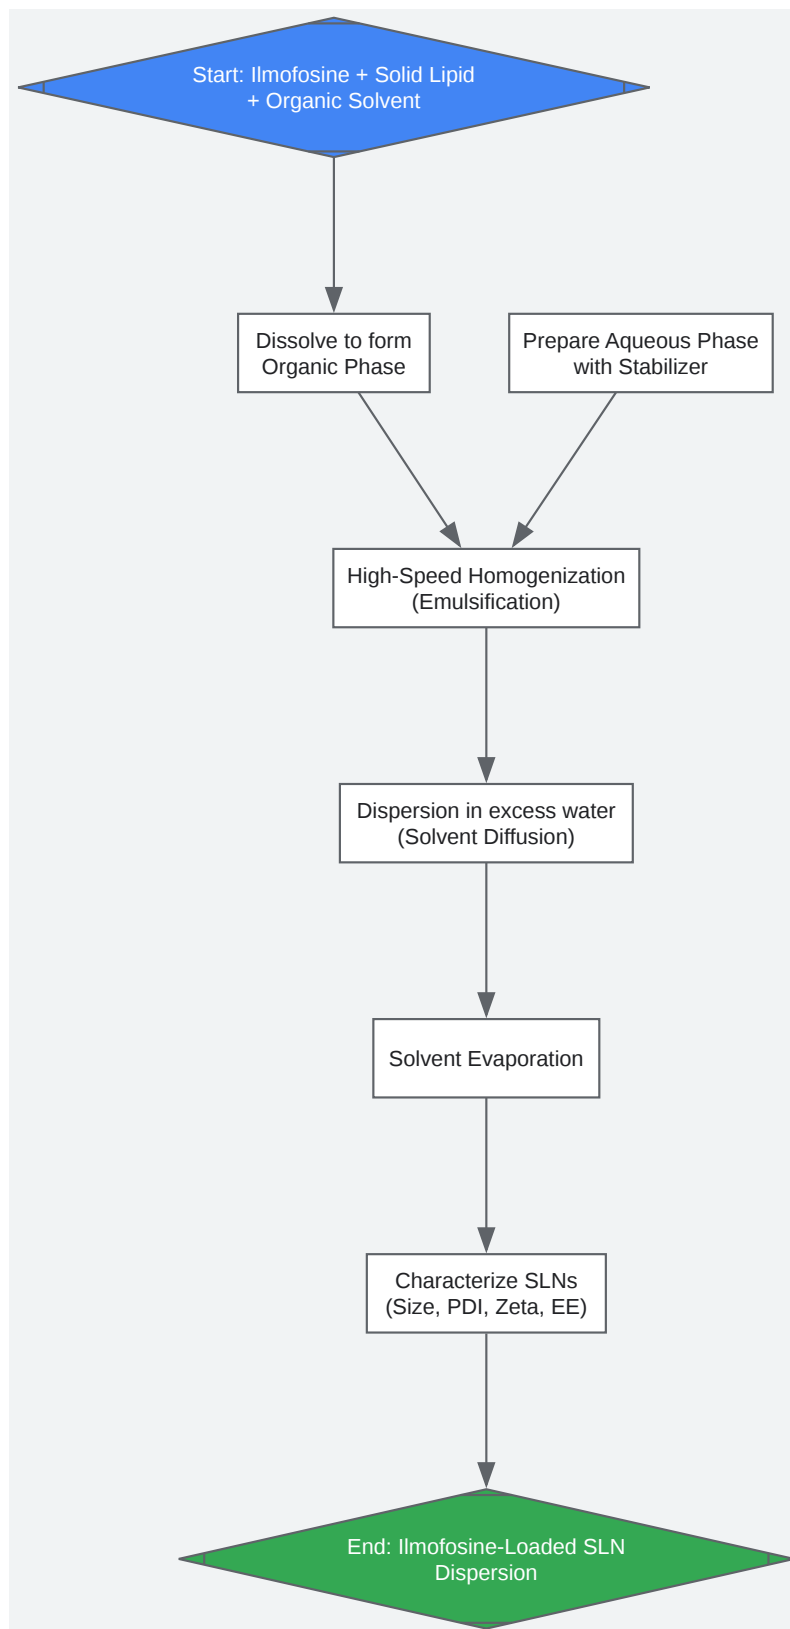 Start: Ilmofosine + Solid Lipid
+ Organic Solvent
Dissolve to form
Organic Phase
Prepare Aqueous Phase
with Stabilizer
High-Speed Homogenization
(Emulsification)
Dispersion in excess water
(Solvent Diffusion)
Solvent Evaporation
Characterize SLNs
(Size, PDI, Zeta, EE)
End: Ilmofosine-Loaded SLN
Dispersion